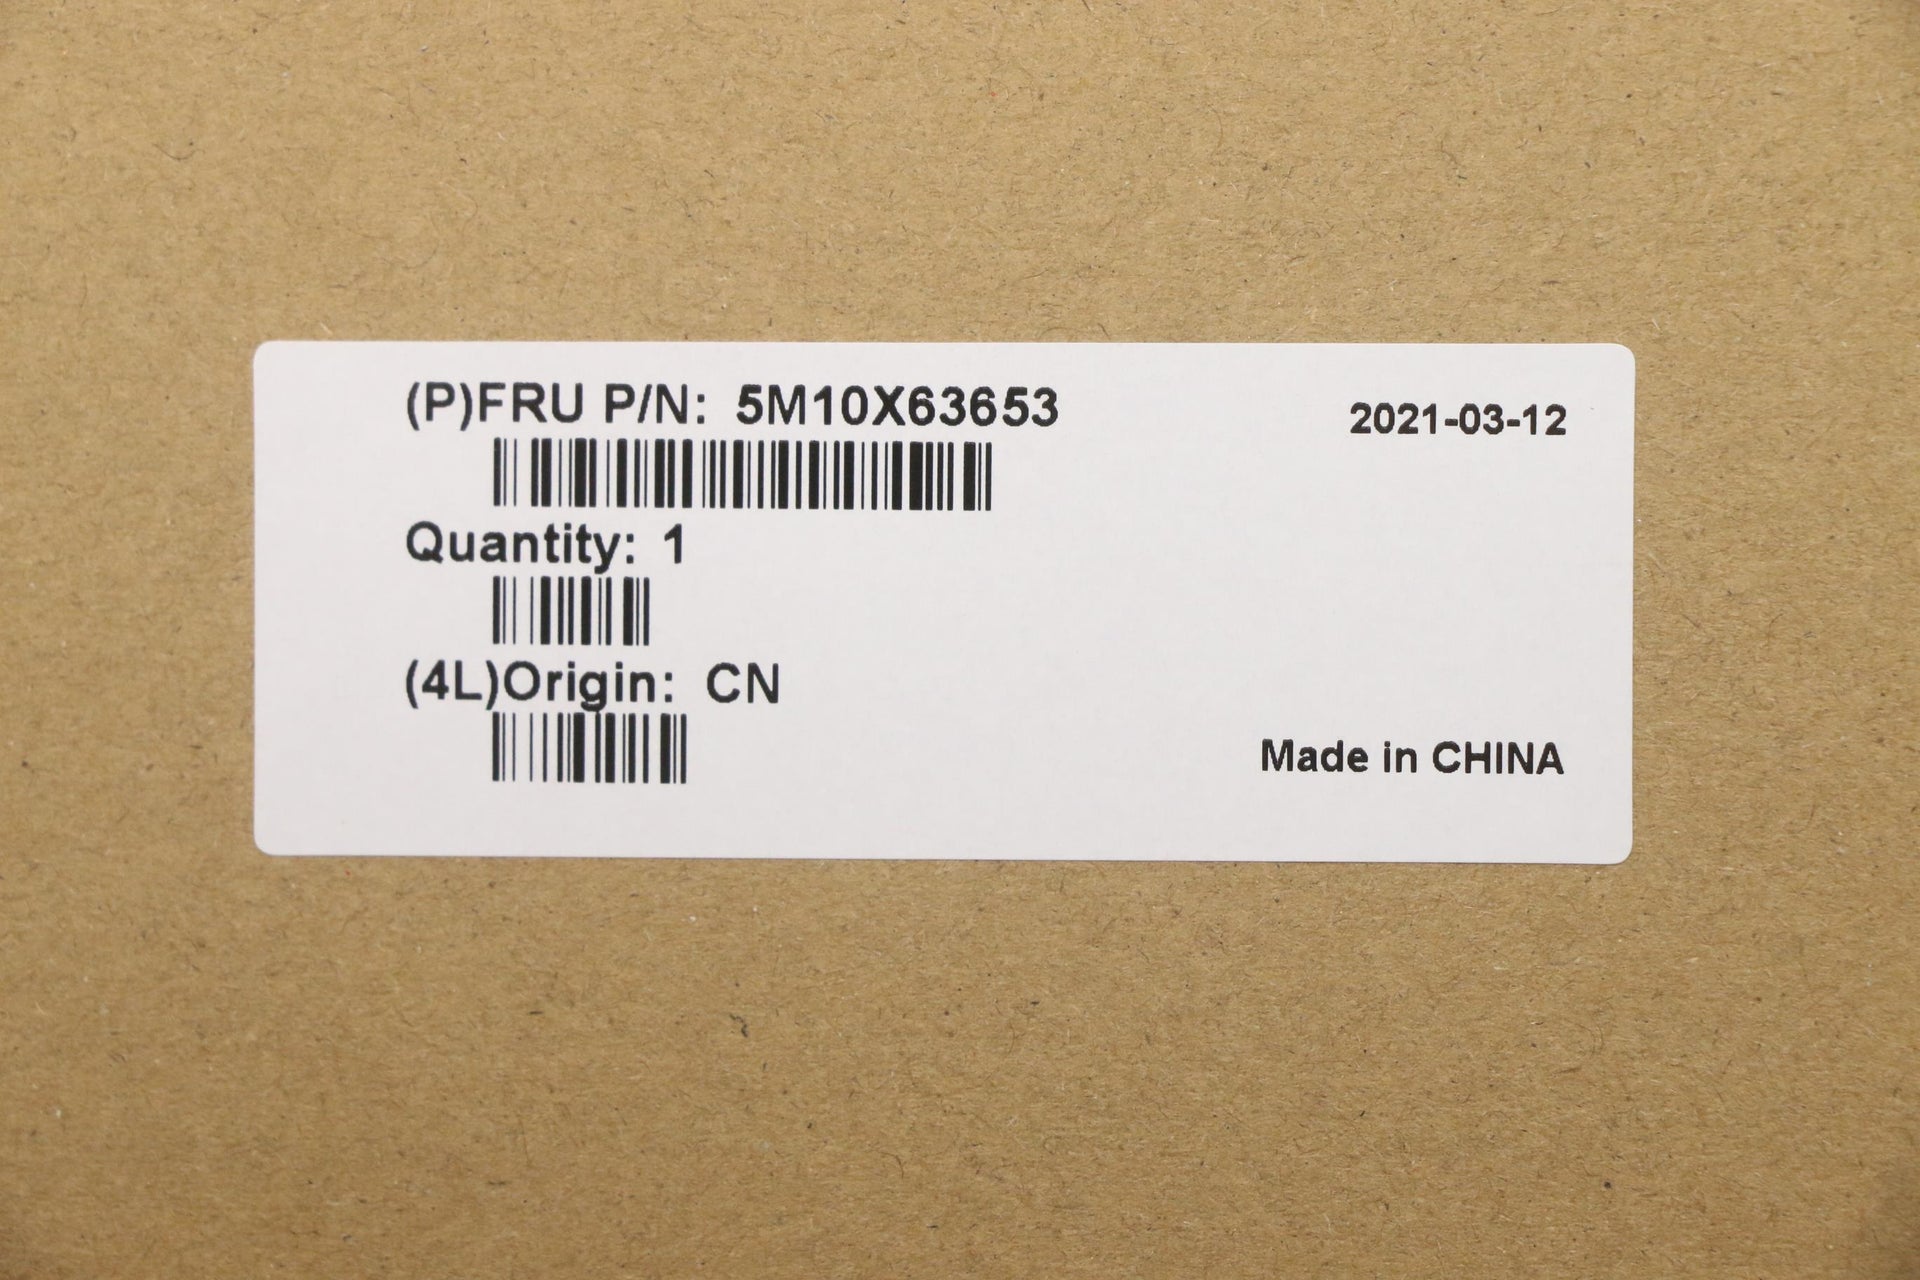 (P)FRU P/N: 5M10X63653
2021-03-12
Quantity: 1
(4L)Origin: CN
Made in CHINA